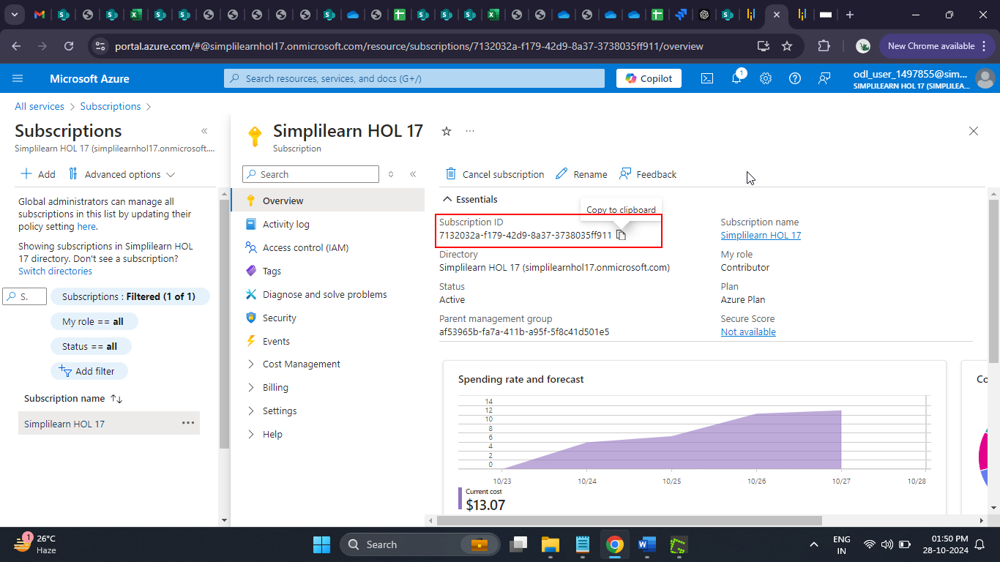 portal.azure.com/#@simplilearnhol17.onmicrosoft.com/resource/subscriptions/7132032a-f179-42d9-8a37-3738035ff911/overview
New Chrome available
Microsoft Azure
Search resources, services, and docs (G+/)
Copilot
1
odl_user_1497855@sim...
SIMPLILEARN HOL 17 (SIMPLILEA...
All services > Subscriptions >
Subscriptions
Simplilearn HOL 17 (simplilearnhol17.onmicrosoft....
Add
Advanced options
Global administrators can manage all
subscriptions in this list by updating their
policy setting here.
Showing subscriptions in Simplilearn HOL
17 directory. Don't see a subscription?
Switch directories
S.
Subscriptions : Filtered (1 of 1)
My role == all
Status == all
Add filter
Subscription name
Simplilearn HOL 17
Simplilearn HOL 17
Subscription
Search
Overview
Activity log
Access control (IAM)
Tags
Diagnose and solve problems
Security
Events
Cost Management
Billing
Settings
Help
Cancel subscription
Rename
Feedback
Essentials
Copy to clipboard
Subscription ID
7132032a-f179-42d9-8a37-3738035ff911
Directory
Simplilearn HOL 17 (simplilearnhol17.onmicrosoft.com)
Status
Active
Parent management group
af53965b-fa7a-411b-a95f-5f8c41d501e5
Subscription name
Simplilearn HOL 17
My role
Contributor
Plan
Azure Plan
Secure Score
Not available
Spending rate and forecast
14
12
10
8
6
4
2
0
10/23
10/24
10/25
10/26
10/27
10/28
Current cost
$13.07
Co
1
26°C
Haze
Search
ENG
IN
01:50 PM
28-10-2024